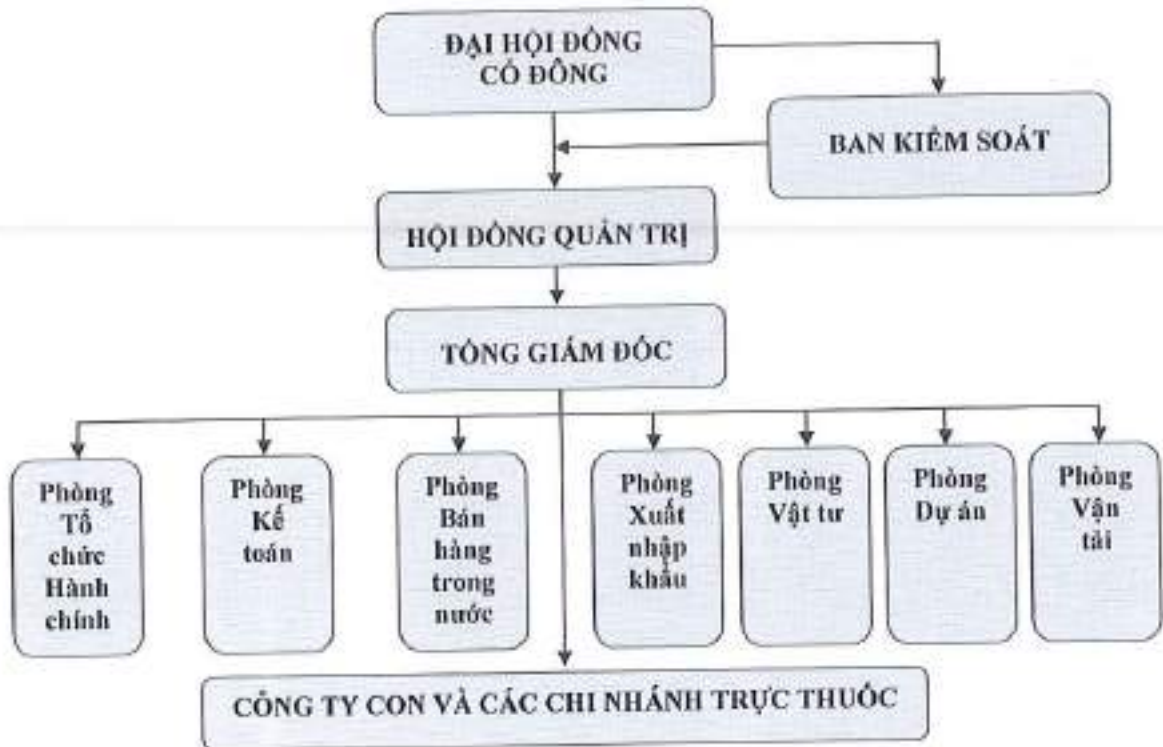 ĐẠI HỘI ĐỒNG
CỔ ĐÔNG
BAN KIỂM SOÁT
HỘI ĐỒNG QUẢN TRỊ
TỔNG GIÁM ĐỐC
Phòng
Tổ
chức
Hành
chính
Phòng
Kế
toán
Phòng
Bán
hàng
trong
nước
Phòng
Xuất
nhập
khẩu
Phòng
Vật tư
Phòng
Dự án
Phòng
Vận
tải
CÔNG TY CON VÀ CÁC CHI NHÁNH TRỰC THUỘC